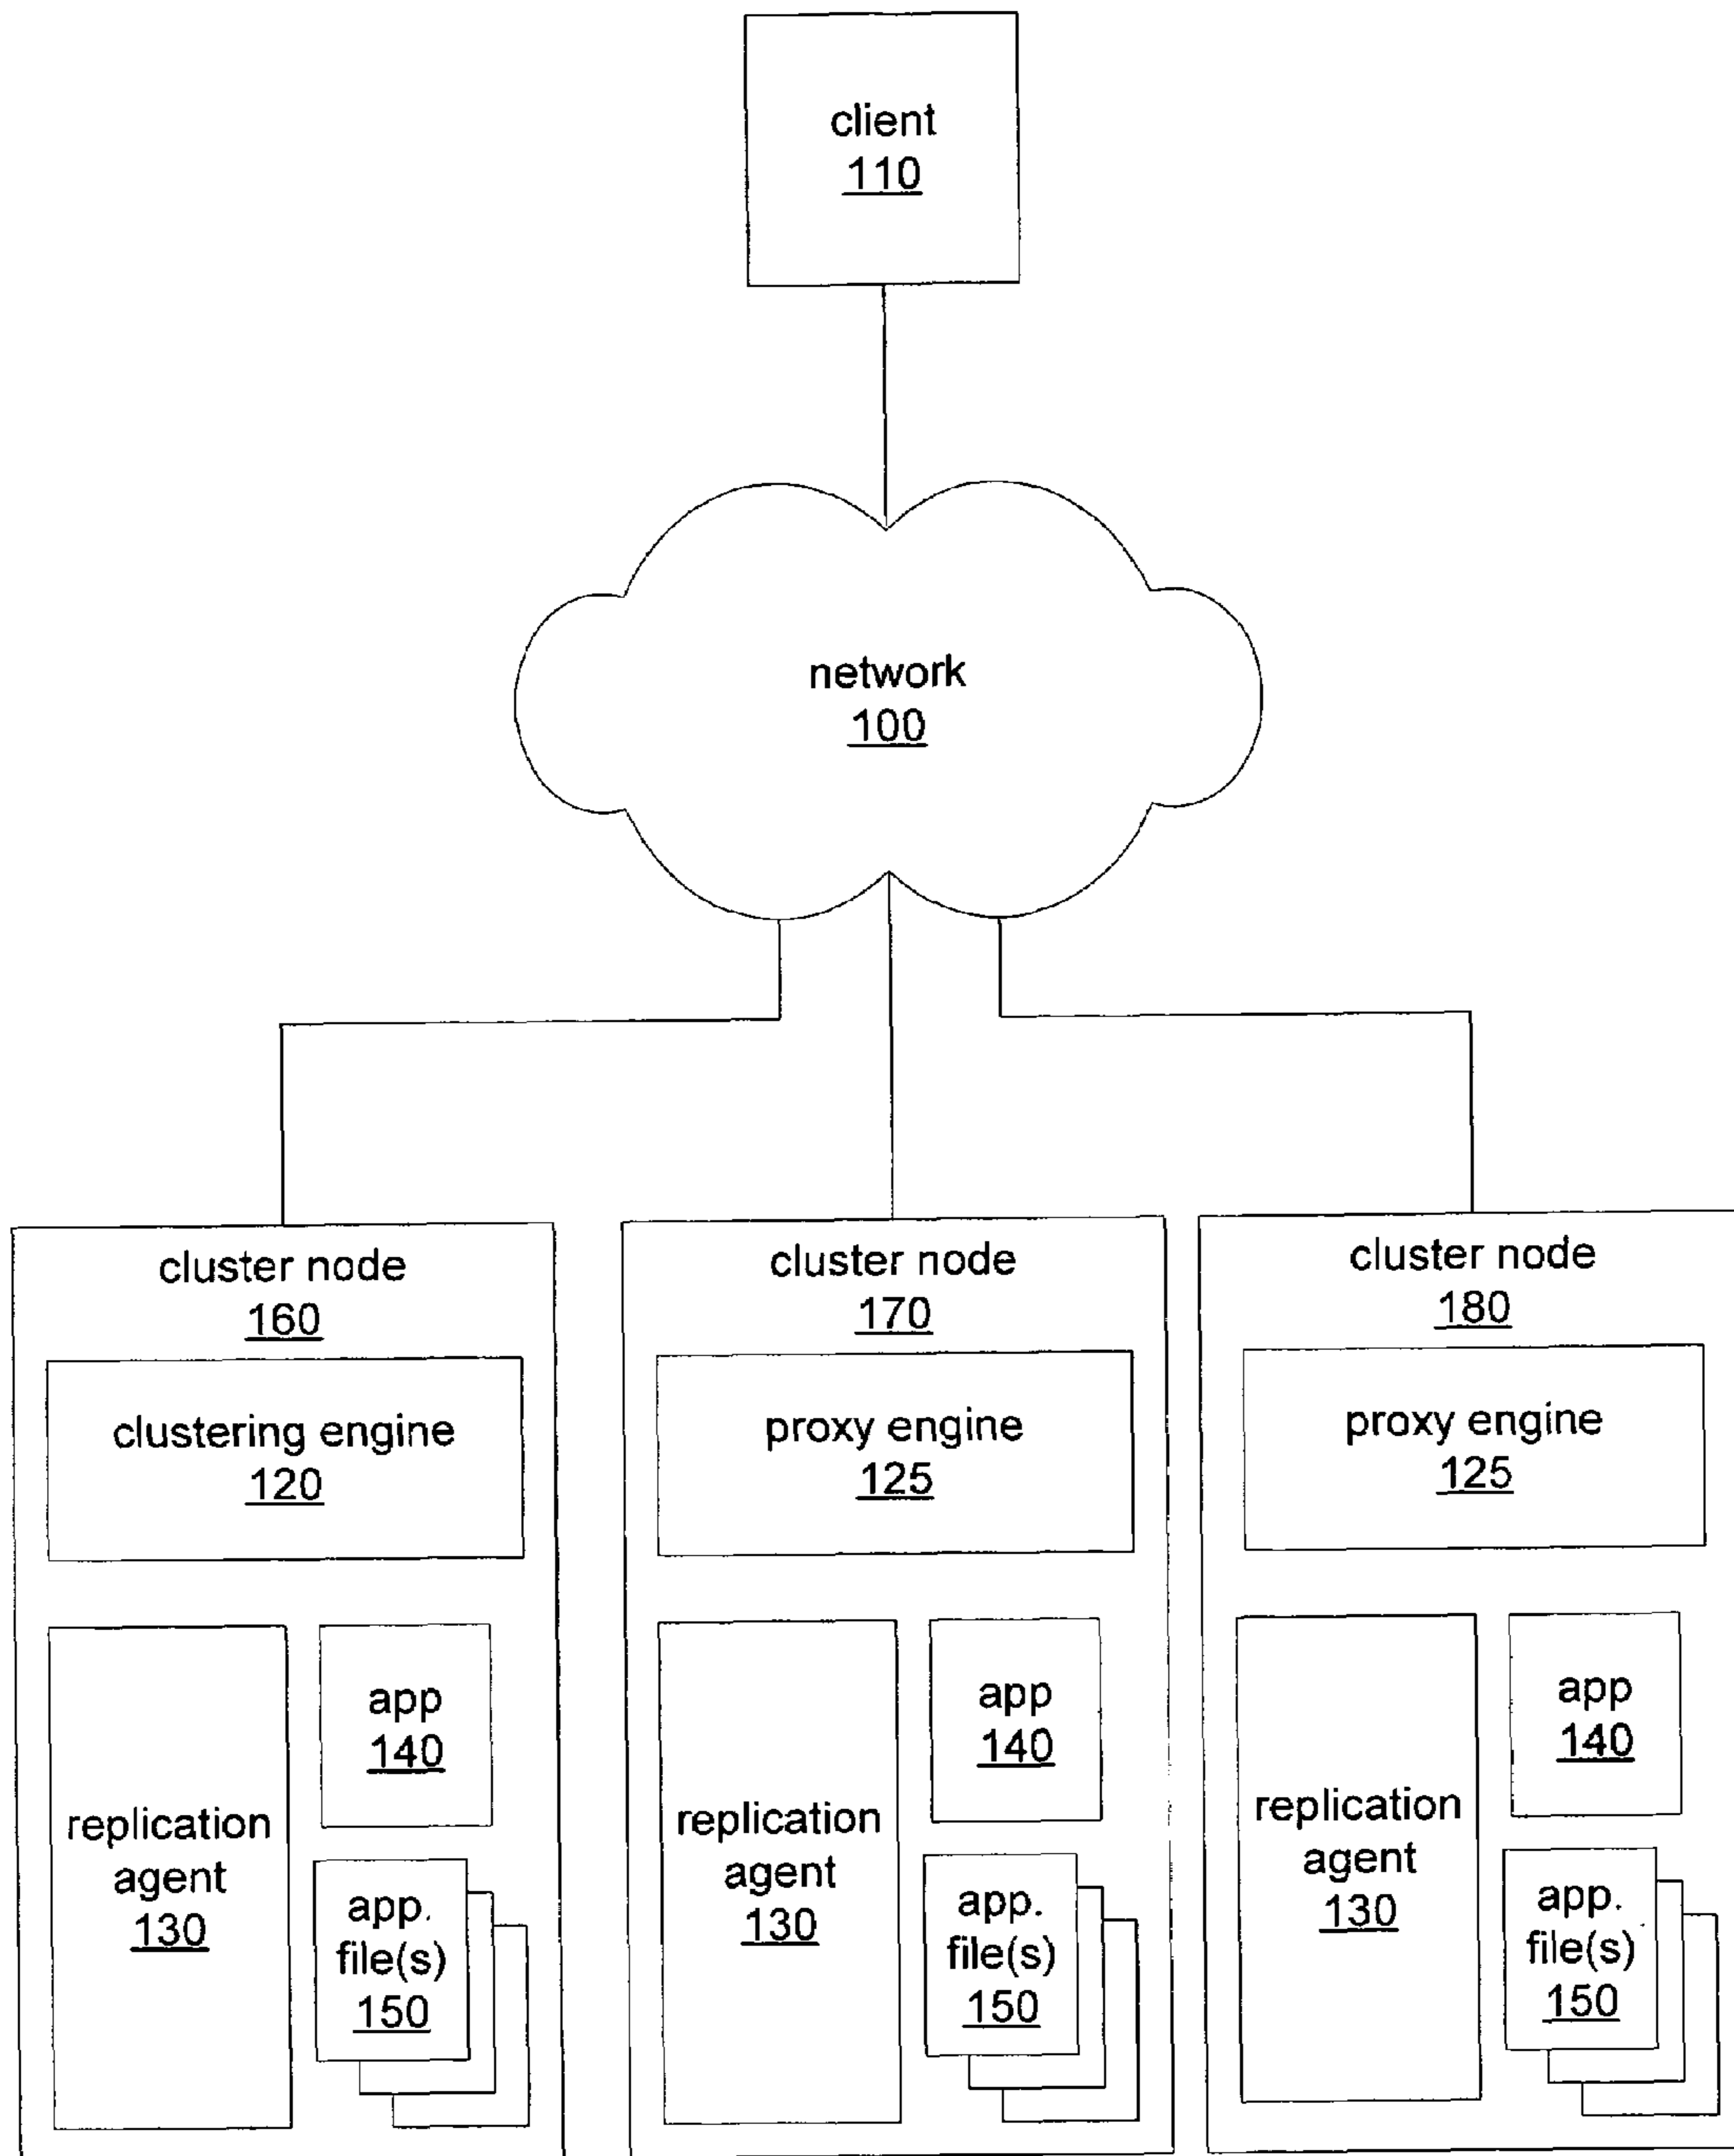 client
110
network
100
cluster node
160
clustering engine
120
replication
agent
130
app
140
app.
file(s)
150
cluster node
170
proxy engine
125
replication
agent
130
app
140
app.
file(s)
150
cluster node
180
proxy engine
125
replication
agent
130
app
140
app.
file(s)
150